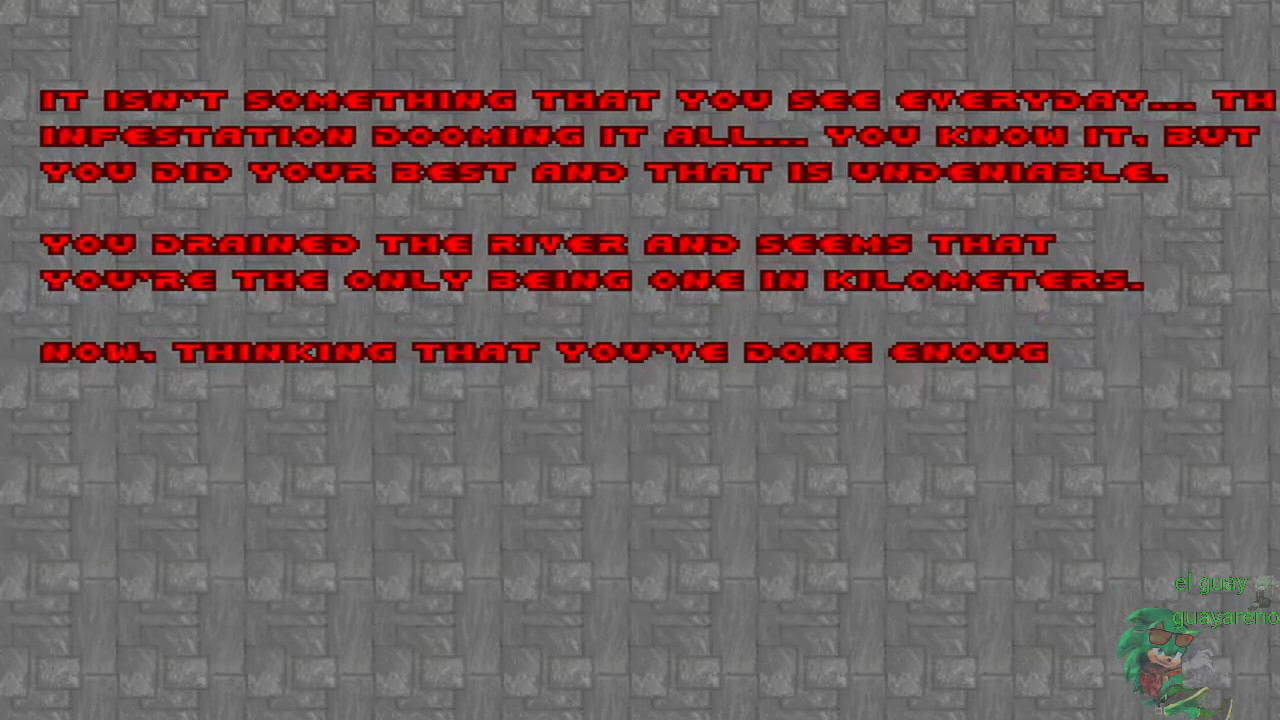 IT ISN'T SOMETHING THAT YOU SEE EVERYDAY... TH
INFESTATION DOOMING IT ALL... YOU KNOW IT, BUT
YOU DID YOUR BEST AND THAT IS UNDENIABLE.
YOU DRAINED THE RIVER AND SEEMS THAT
YOU'RE THE ONLY BEING ONE IN KILOMETERS.
NOW, THINKING THAT YOU'VE DONE ENOUG
el guay
guayareno